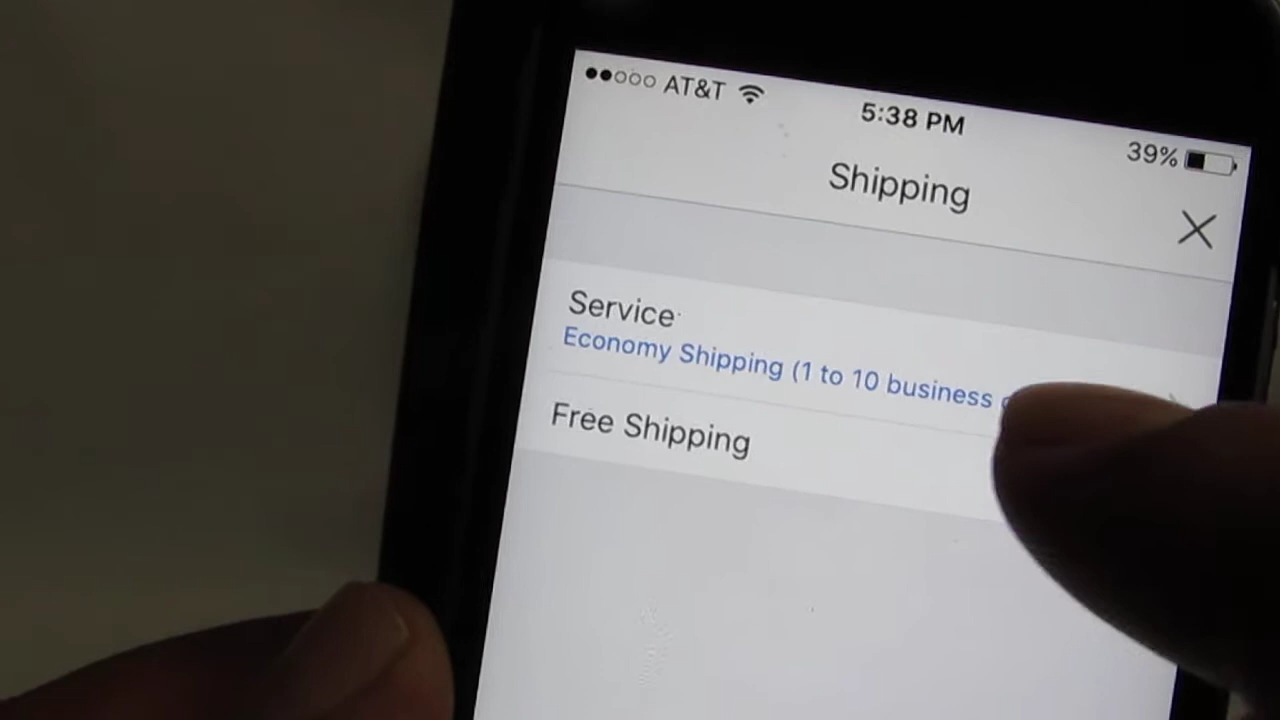 AT&T
5:38 PM
39%
Shipping
Service
Economy Shipping (1 to 10 business
Free Shipping